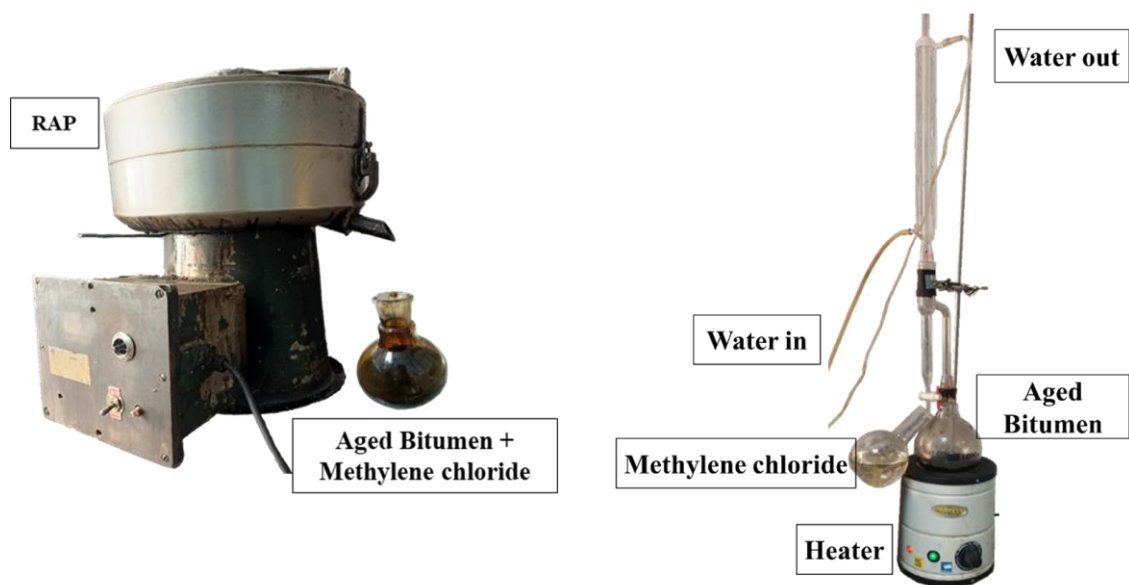 RAP
Aged Bitumen +
Methylene chloride
Water out
Water in
Aged
Bitumen
Methylene chloride
Heater